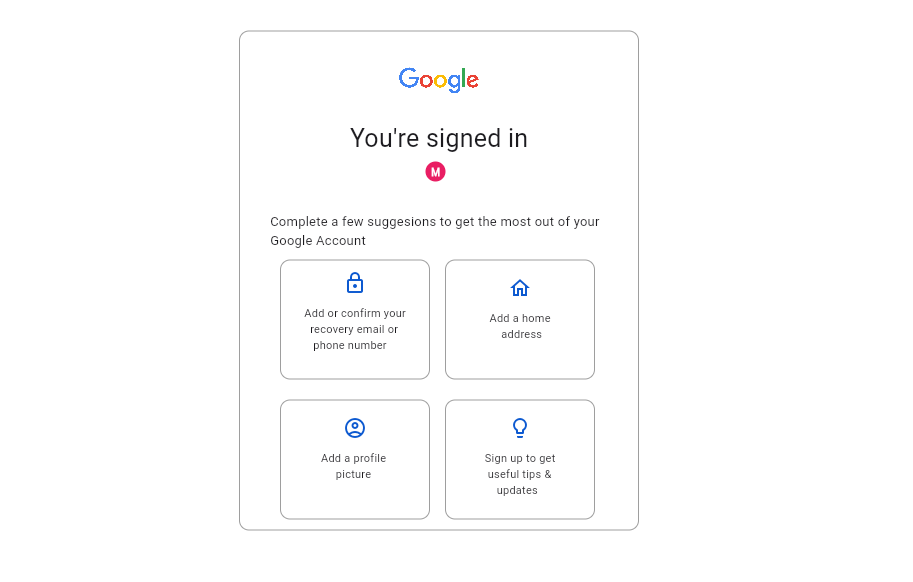 Google
You're signed in
M
Complete a few suggesions to get the most out of your
Google Account
Add or confirm your
recovery email or
phone number
Add a home
address
Add a profile
picture
Sign up to get
useful tips &
updates